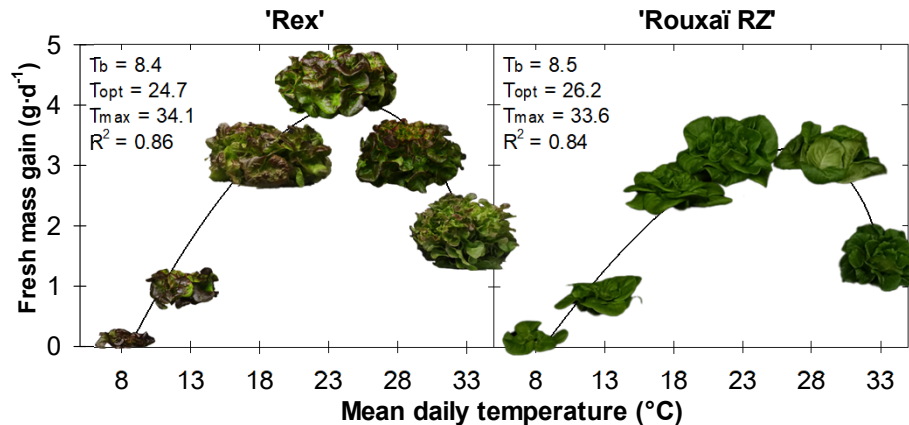 'Rex'
'Rouxaï RZ'
Fresh mass gain (g·d⁻¹)
5
4
3
2
1
0
Tb = 8.4
Topt = 24.7
Tmax = 34.1
R² = 0.86
Tb = 8.5
Topt = 26.2
Tmax = 33.6
R² = 0.84
8 13 18 23 28 33 8 13 18 23 28 33
Mean daily temperature (°C)